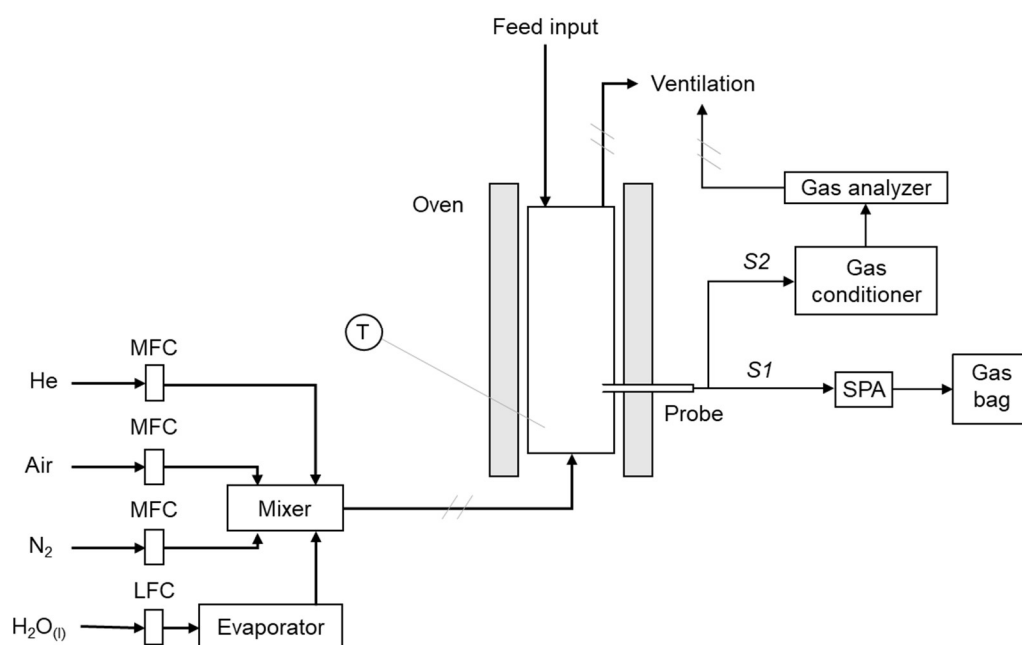 Feed input
Ventilation
Oven
Gas analyzer
S2
Gas
conditioner
T
MFC
He
S1
SPA
Gas
bag
Probe
MFC
Air
Mixer
MFC
N₂
LFC
H₂O₍ₗ₎
Evaporator